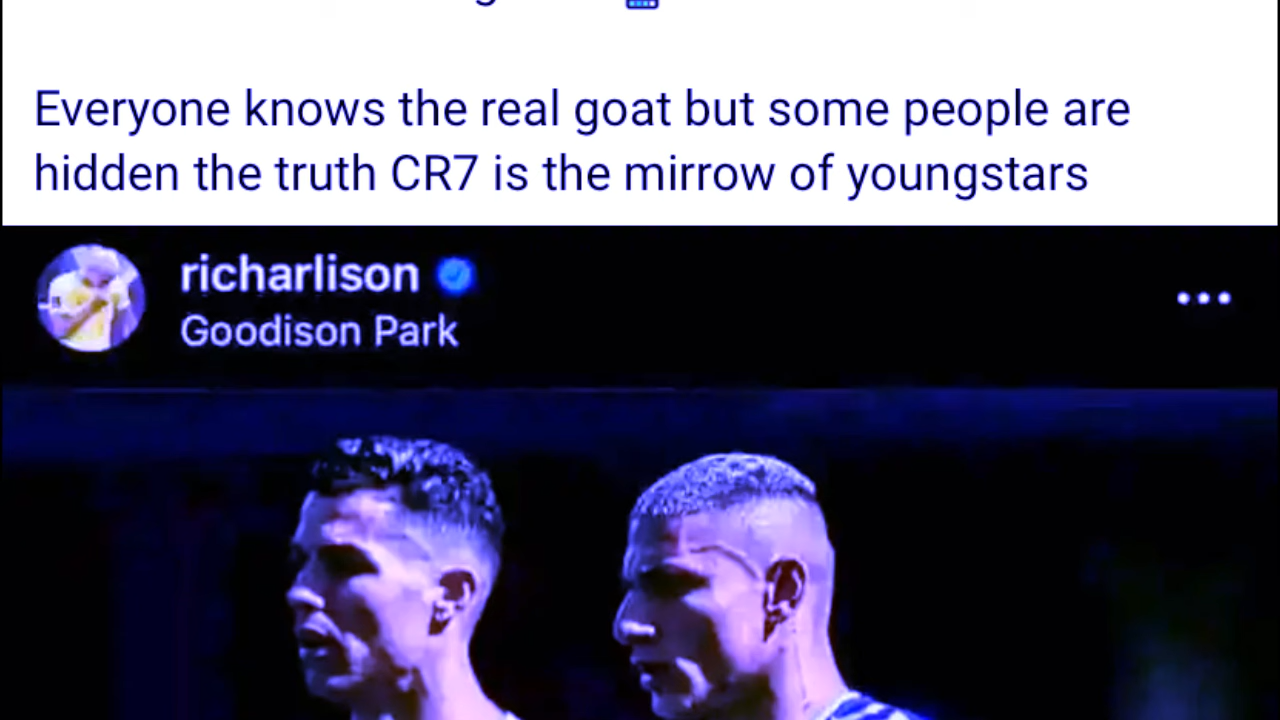 Everyone knows the real goat but some people are
hidden the truth CR7 is the mirrow of youngstars
richarlison
Goodison Park